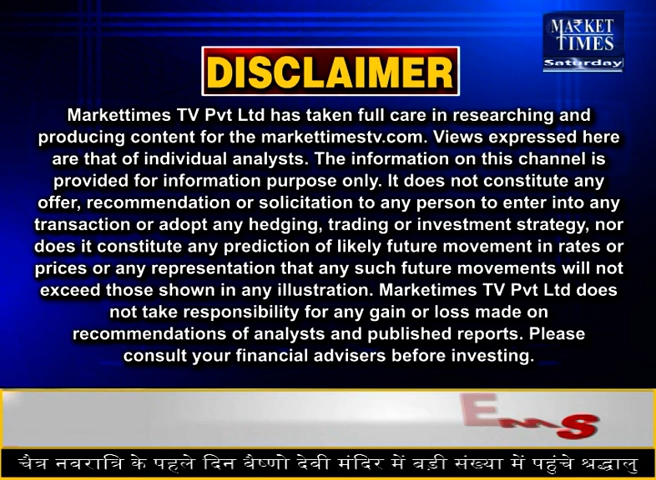 MARKET
TIMES
Saturday
DISCLAIMER
Markettimes TV Pvt Ltd has taken full care in researching and
producing content for the markettimestv.com. Views expressed here
are that of individual analysts. The information on this channel is
provided for information purpose only. It does not constitute any
offer, recommendation or solicitation to any person to enter into any
transaction or adopt any hedging, trading or investment strategy, nor
does it constitute any prediction of likely future movement in rates or
prices or any representation that any such future movements will not
exceed those shown in any illustration. Marketimes TV Pvt Ltd does
not take responsibility for any gain or loss made on
recommendations of analysts and published reports. Please
consult your financial advisers before investing.
EMS
चैत्र नवरात्रि के पहले दिन वैष्णो देवी मंदिर में बड़ी संख्या में पहुंचे श्रद्धालु